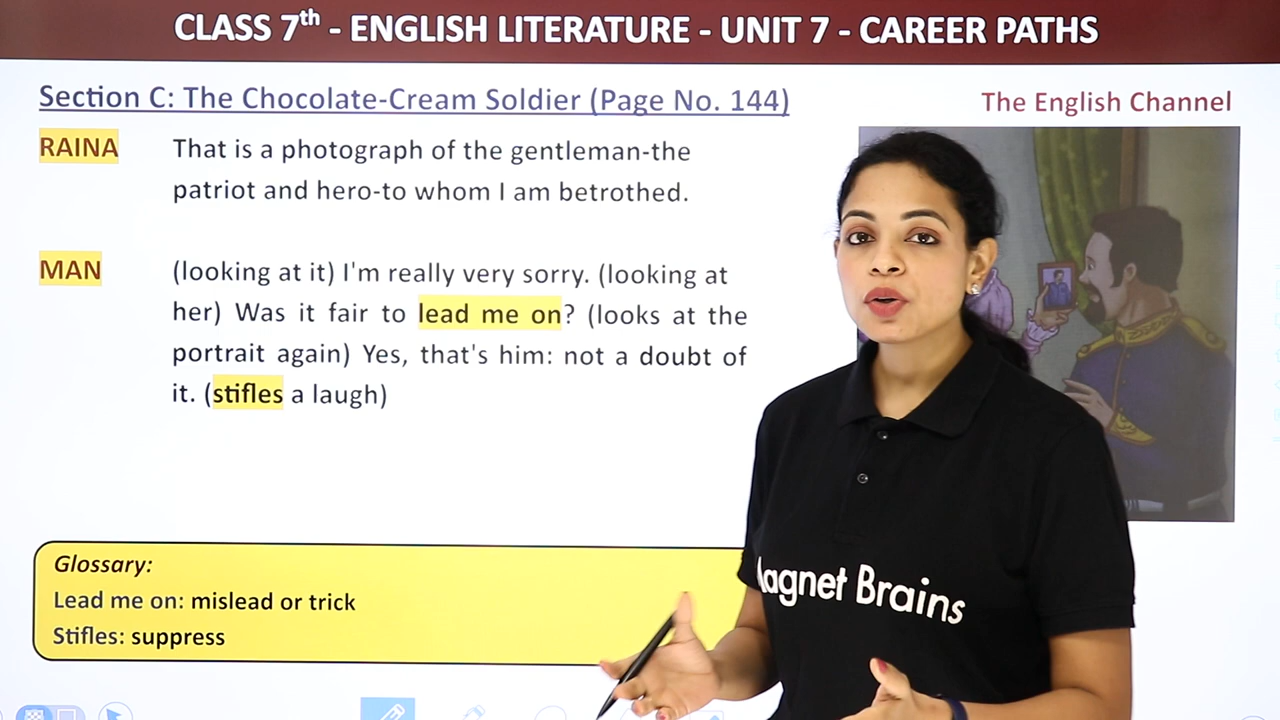 CLASS 7th - ENGLISH LITERATURE - UNIT 7 - CAREER PATHS
Section C: The Chocolate-Cream Soldier (Page No. 144)
The English Channel
RAINA That is a photograph of the gentleman-the
patriot and hero-to whom I am betrothed.
MAN (looking at it) I'm really very sorry. (looking at
her) Was it fair to lead me on? (looks at the
portrait again) Yes, that's him: not a doubt of
it. (stifles a laugh)
Glossary:
Lead me on: mislead or trick
Stifles: suppress
agnet Brains